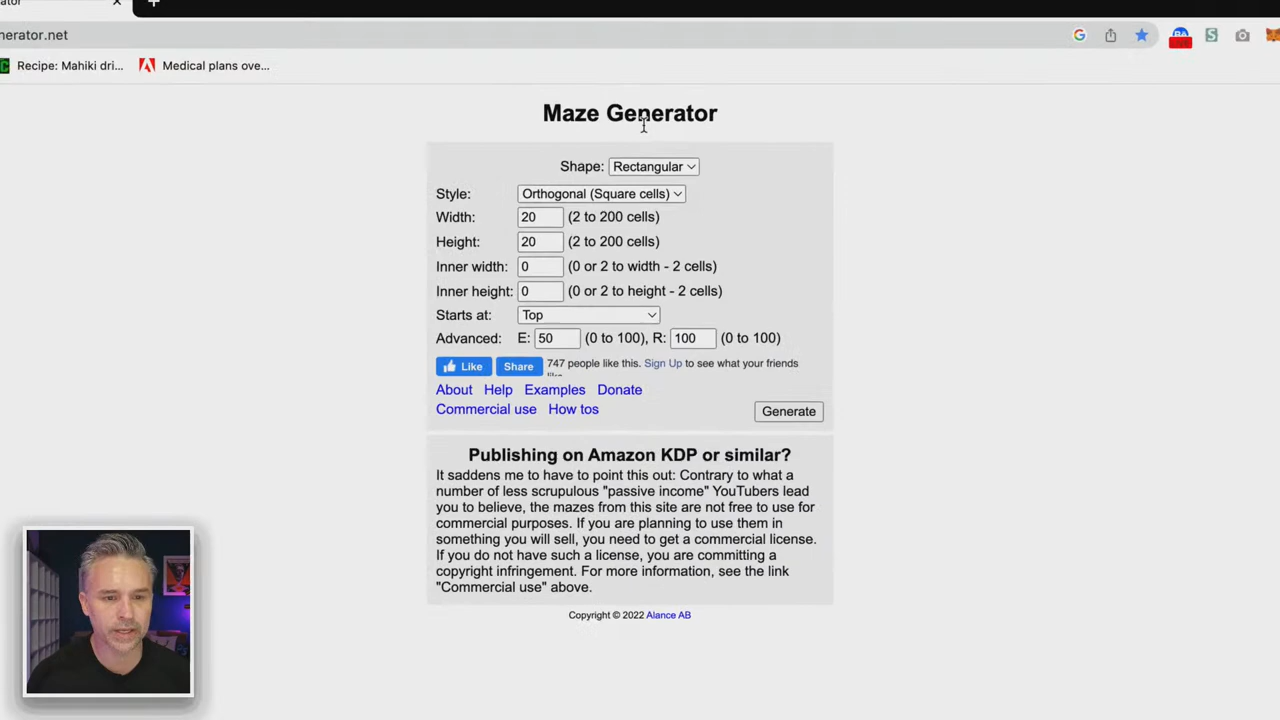 ator
nerator.net
Recipe: Mahiki dri...
Medical plans ove...
Maze Generator
Shape: Rectangular
Style: Orthogonal (Square cells)
Width: 20 (2 to 200 cells)
Height: 20 (2 to 200 cells)
Inner width: 0 (0 or 2 to width - 2 cells)
Inner height: 0 (0 or 2 to height - 2 cells)
Starts at: Top
Advanced: E: 50 (0 to 100), R: 100 (0 to 100)
Like Share 747 people like this. Sign Up to see what your friends
About Help Examples Donate
Commercial use How tos
Generate
Publishing on Amazon KDP or similar?
It saddens me to have to point this out: Contrary to what a
number of less scrupulous "passive income" YouTubers lead
you to believe, the mazes from this site are not free to use for
commercial purposes. If you are planning to use them in
something you will sell, you need to get a commercial license.
If you do not have such a license, you are committing a
copyright infringement. For more information, see the link
"Commercial use" above.
Copyright © 2022 Alance AB